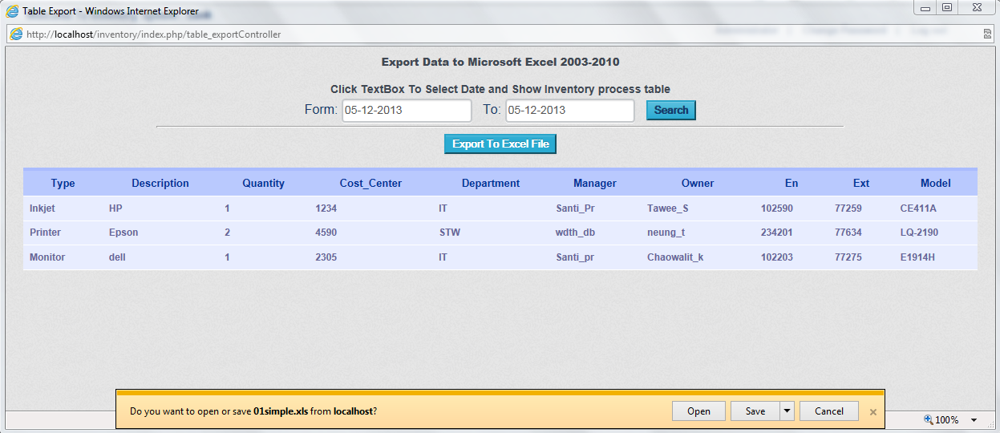 Table Export - Windows Internet Explorer
http://localhost/inventory/index.php/table_exportController
Export Data to Microsoft Excel 2003-2010
Click TextBox To Select Date and Show Inventory process table
Form: 05-12-2013 To: 05-12-2013 Search
Export To Excel File
Type Description Quantity Cost_Center Department Manager Owner En Ext Model
Inkjet HP 1 1234 IT Santi_Pr Tawee_S 102590 77259 CE411A
Printer Epson 2 4590 STW wdth_db neung_t 234201 77634 LQ-2190
Monitor dell 1 2305 IT Santi_pr Chaowalit_k 102203 77275 E1914H
Do you want to open or save 01simple.xls from localhost? Open Save Cancel
100%